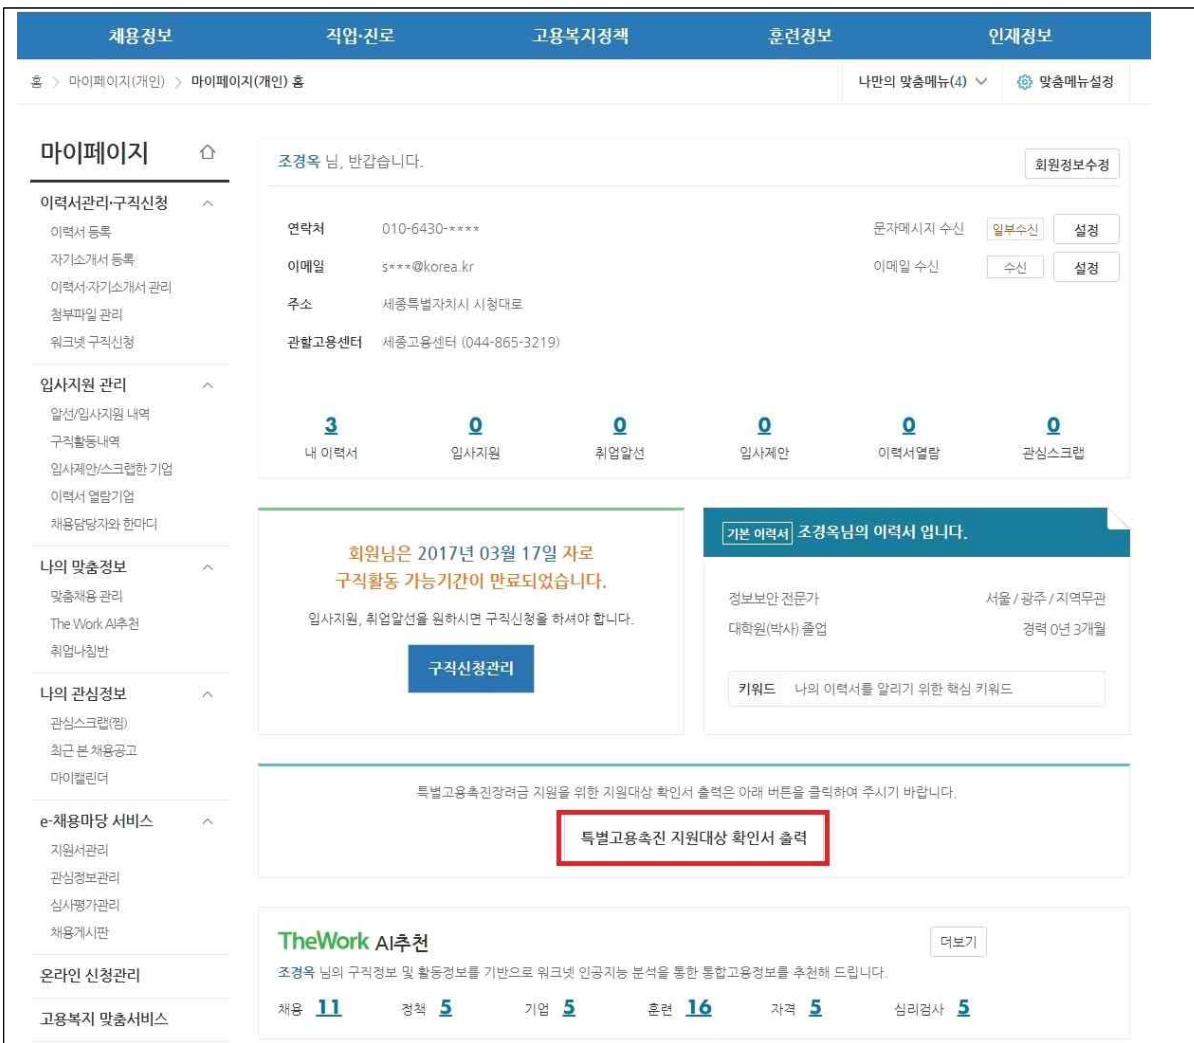 채용정보 직업·진로 고용복지정책 훈련정보 인재정보
홈 > 마이페이지(개인) > 마이페이지(개인) 홈 나만의 맞춤메뉴(4) 맞춤메뉴설정
마이페이지
이력서관리·구직신청
이력서 등록
자기소개서 등록
이력서·자기소개서 관리
첨부파일 관리
워크넷 구직신청
입사지원 관리
알선/입사지원 내역
구직활동내역
입사제안/스크랩한 기업
이력서 열람기업
채용담당자와 한마디
나의 맞춤정보
맞춤채용 관리
The Work AI추천
취업나침반
나의 관심정보
관심스크랩(찜)
최근 본 채용공고
마이캘린더
e-채용마당 서비스
지원서관리
관심정보관리
심사평가관리
채용게시판
온라인 신청관리
고용복지 맞춤서비스
조경옥 님, 반갑습니다. 회원정보수정
연락처 010-6430-**** 문자메시지 수신 일부수신 설정
이메일 s***@korea.kr 이메일 수신 수신 설정
주소 세종특별자치시 시청대로
관할고용센터 세종고용센터 (044-865-3219)
3 0 0 0 0 0
내 이력서 입사지원 취업알선 입사제안 이력서열람 관심스크랩
회원님은 2017년 03월 17일 자로
구직활동 가능기간이 만료되었습니다.
입사지원, 취업알선을 원하시면 구직신청을 하셔야 합니다.
구직신청관리
기본 이력서 조경옥님의 이력서 입니다.
정보보안 전문가 서울 / 광주 / 지역무관
대학원(박사) 졸업 경력 0년 3개월
키워드 나의 이력서를 알리기 위한 핵심 키워드
특별고용촉진장려금 지원을 위한 지원대상 확인서 출력은 아래 버튼을 클릭하여 주시기 바랍니다.
특별고용촉진 지원대상 확인서 출력
TheWork AI추천 더보기
조경옥 님의 구직정보 및 활동정보를 기반으로 워크넷 인공지능 분석을 통한 통합고용정보를 추천해 드립니다.
채용 11 정책 5 기업 5 훈련 16 자격 5 심리검사 5